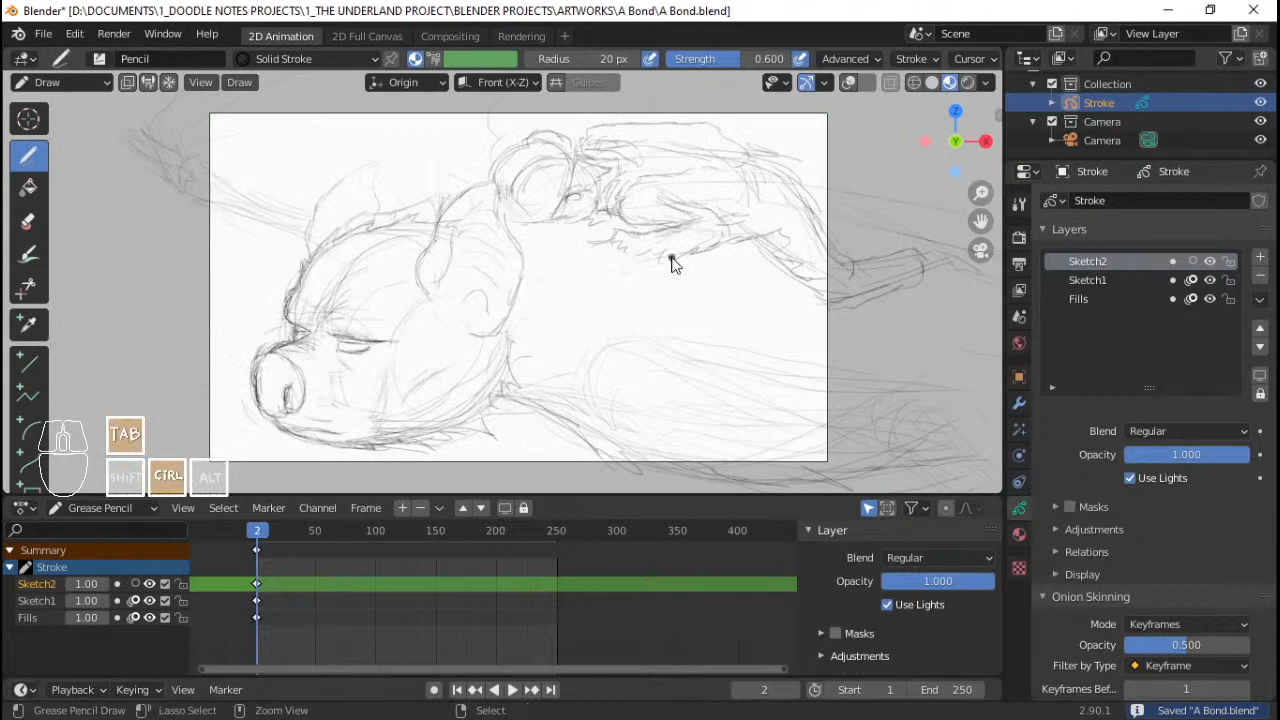 Blender* [D:\DOCUMENTS\1_DOODLE NOTES PROJECTS\1_THE UNDERLAND PROJECT\BLENDER PROJECTS\ARTWORKS\A Bond\A Bond.blend]
File Edit Render Window Help 2D Animation 2D Full Canvas Compositing Rendering Scene View Layer
Pencil Solid Stroke Radius 20 px Strength 0.600 Advanced Stroke Cursor
Draw View Draw Origin Front (X-Z) Guides
Collection
Stroke
Camera
Camera
Z
Y X
Stroke Stroke
Stroke
Layers
Sketch2
Sketch1
Fills
Blend Regular
Opacity 1.000
Use Lights
Masks
Adjustments
Relations
Display
Onion Skinning
Mode Keyframes
Opacity 0.500
Filter by Type Keyframe
Keyframes Bef... 1
TAB
SHIFT CTRL ALT
Grease Pencil View Select Marker Channel Frame
2 50 100 150 200 250 300 350 400
Summary
Stroke
Sketch2 1.00
Sketch1 1.00
Fills 1.00
Layer
Blend Regular
Opacity 1.000
Use Lights
Masks
Adjustments
Playback Keying View Marker 2 Start 1 End 250
Grease Pencil Draw Lasso Select Zoom View Select 2.90.1 Saved "A Bond.blend"